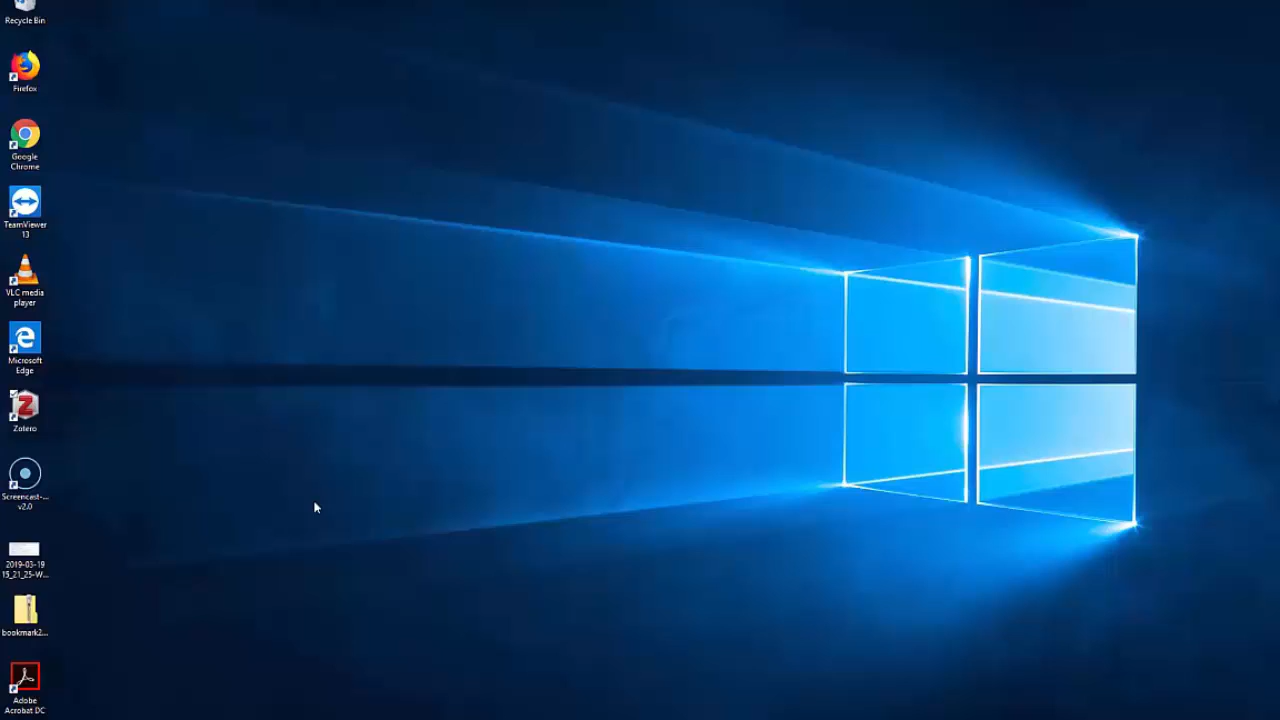 Recycle Bin
Firefox
Google
Chrome
TeamViewer
13
VLC media
player
Microsoft
Edge
Z
Zotero
Screencast-...
v2.0
2019-03-19
15_21_25-W...
bookmark2...
Adobe
Acrobat DC